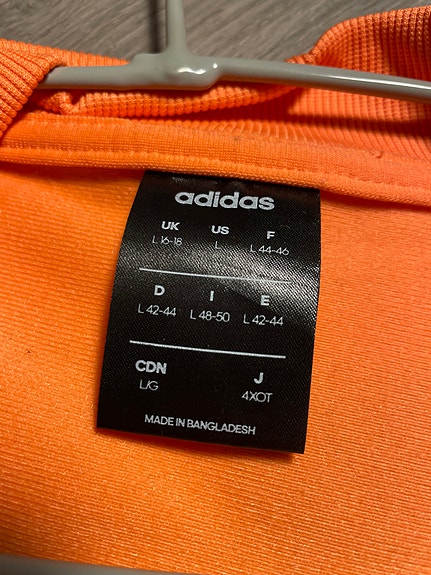 adidas
UK US F
L 16-18 L L 44-46
D I E
L 42-44 L 48-50 L 42-44
CDN J
L/G 4XOT
MADE IN BANGLADESH